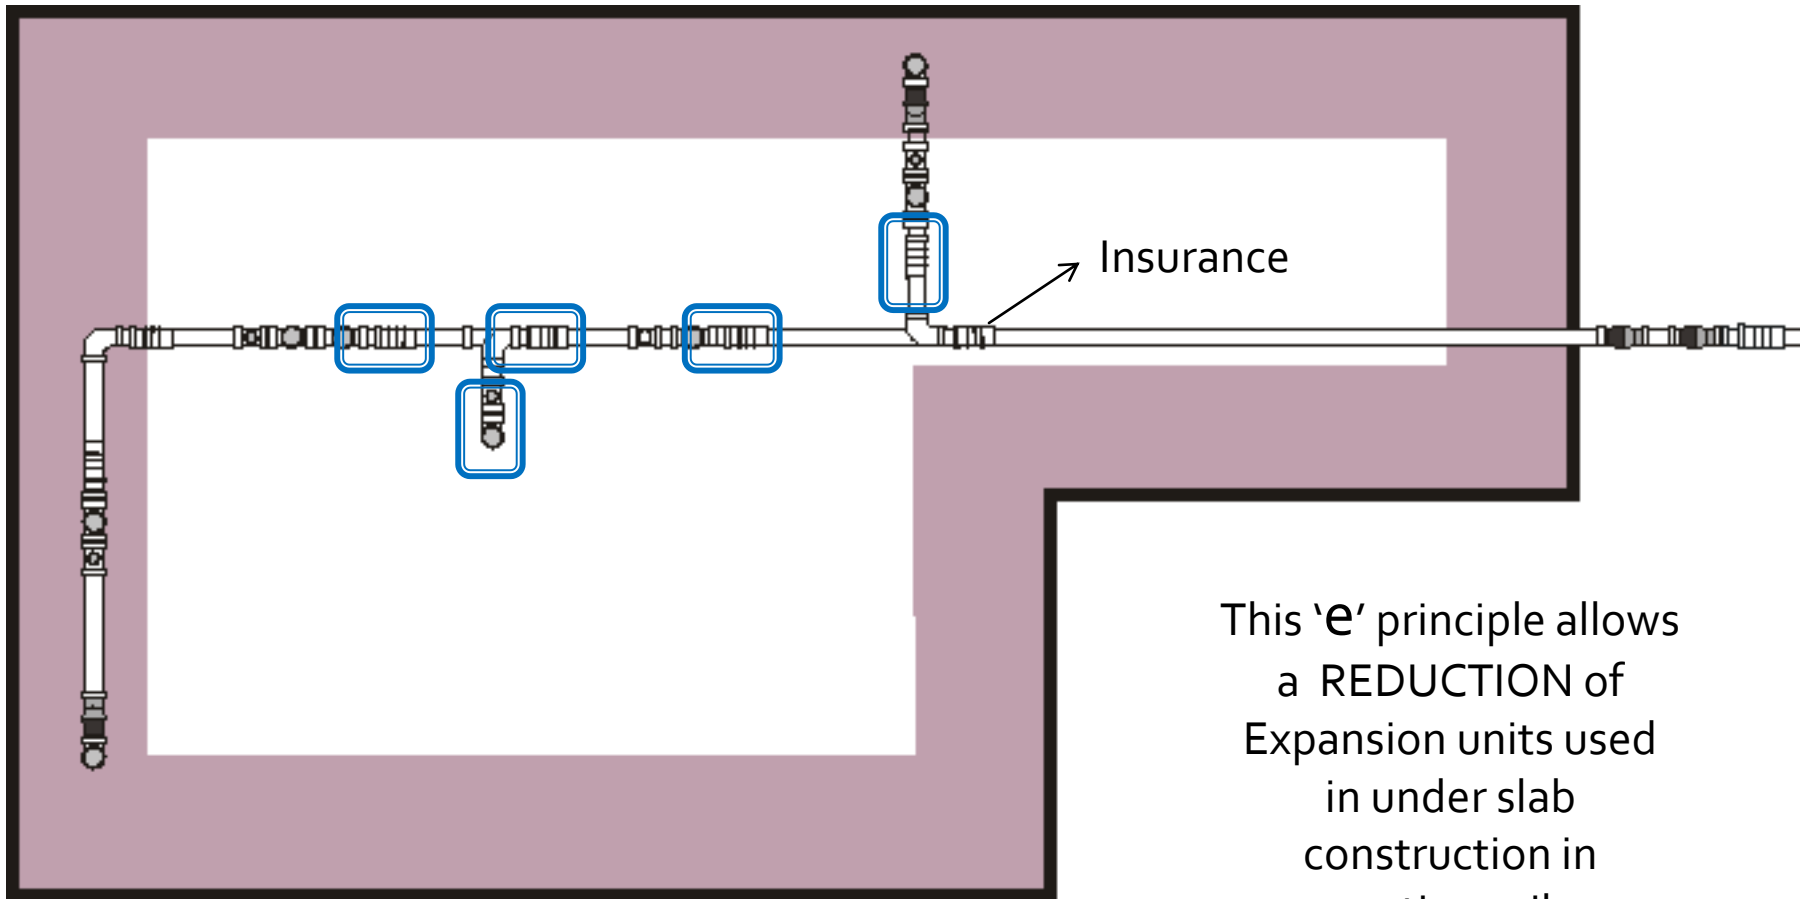 Insurance
This ‘e’ principle allows
a REDUCTION of
Expansion units used
in under slab
construction in